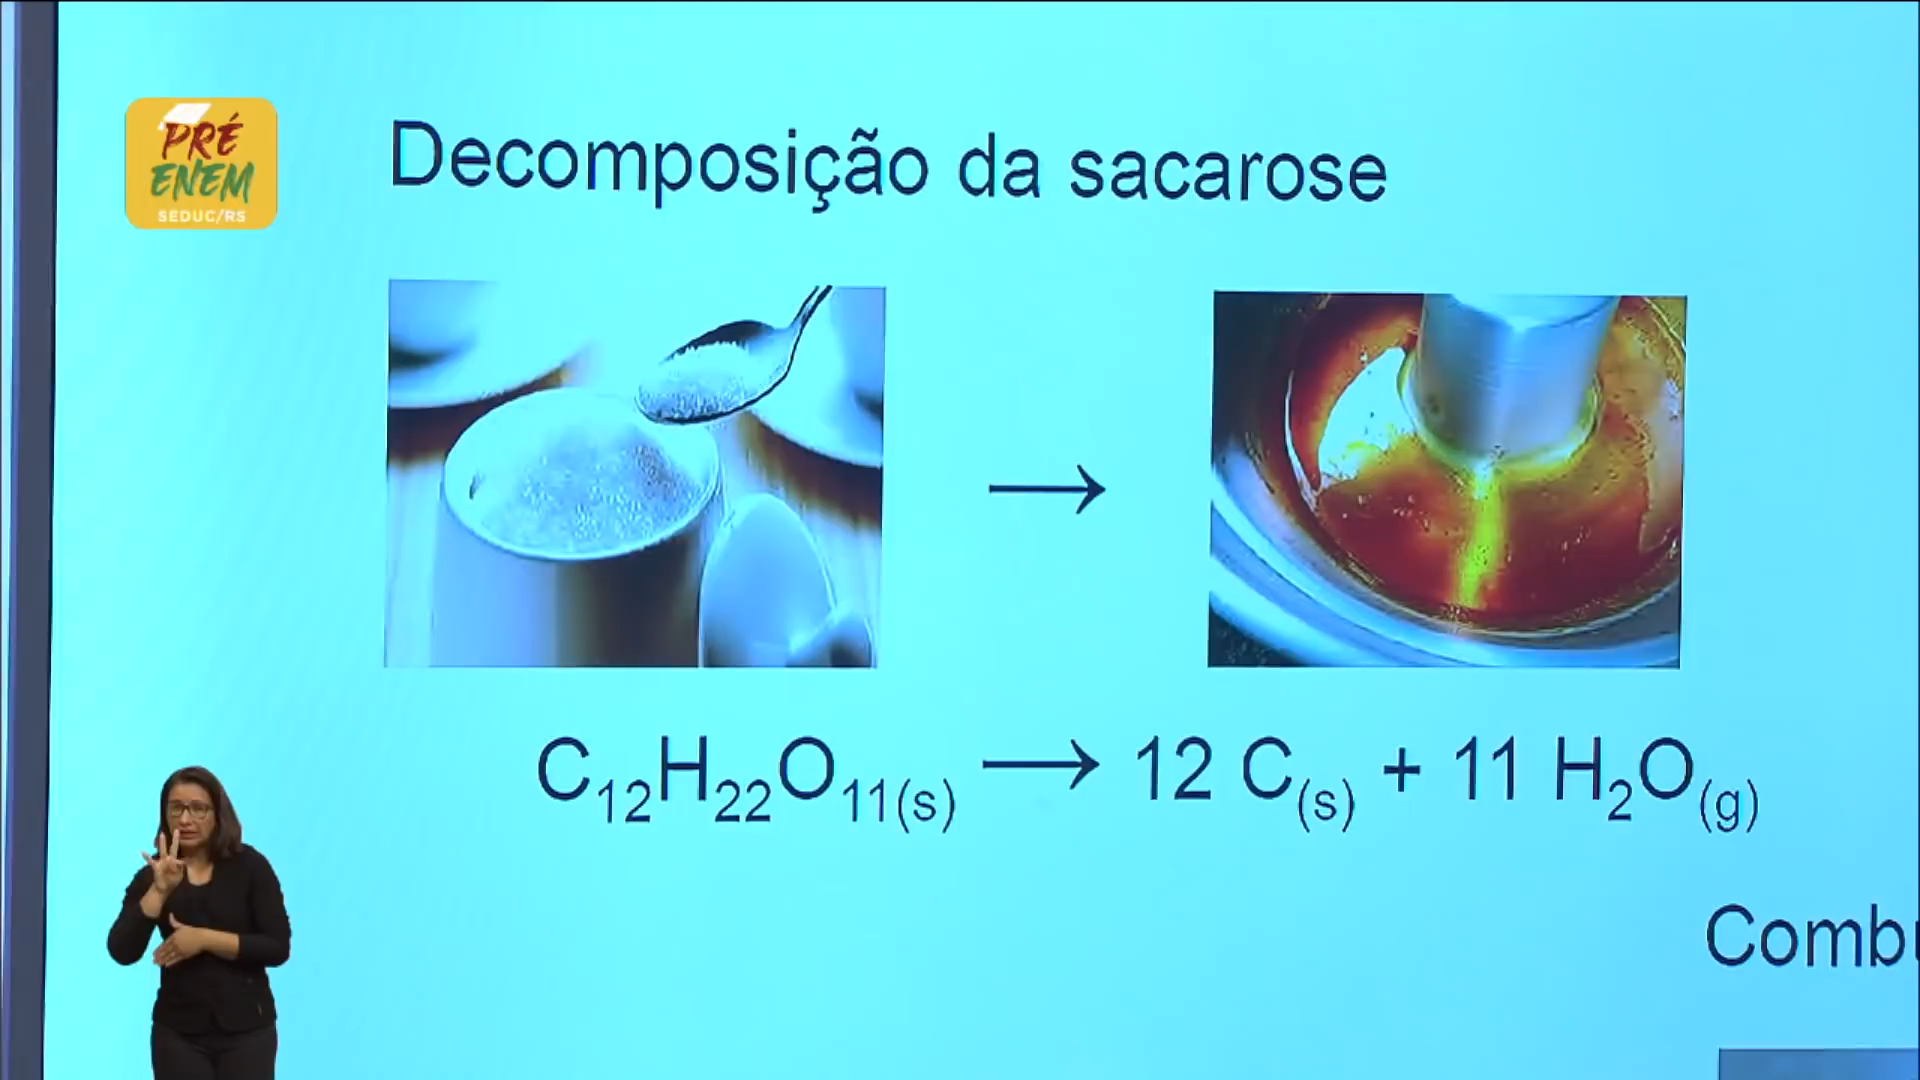 PRÉ
ENEM
SEDUC/RS
Decomposição da sacarose
→
C₁₂H₂₂O₁₁₍s₎ → 12 C₍s₎ + 11 H₂O₍g₎